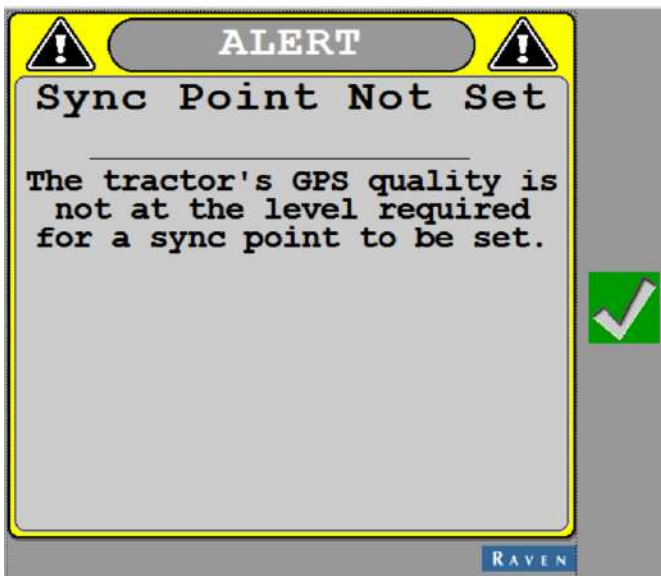 ALERT
Sync Point Not Set
The tractor's GPS quality is
not at the level required
for a sync point to be set.
RAVEN